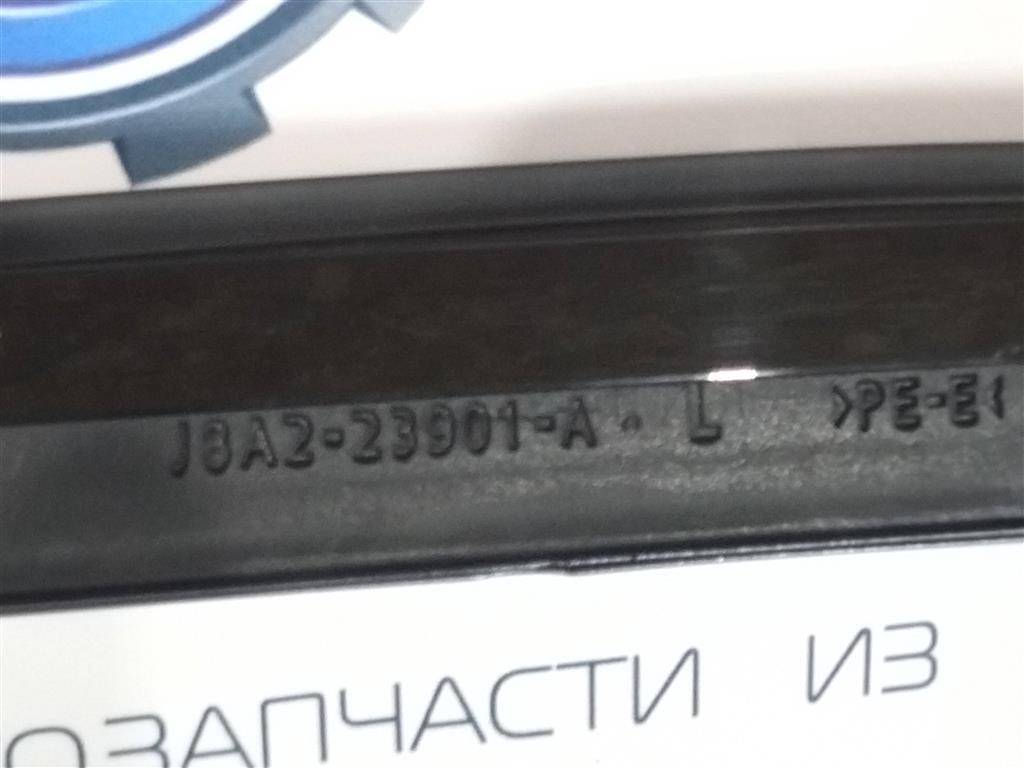 J8A2-23901-A · L >PE-E<
ОЗАПЧАСТИ ИЗ